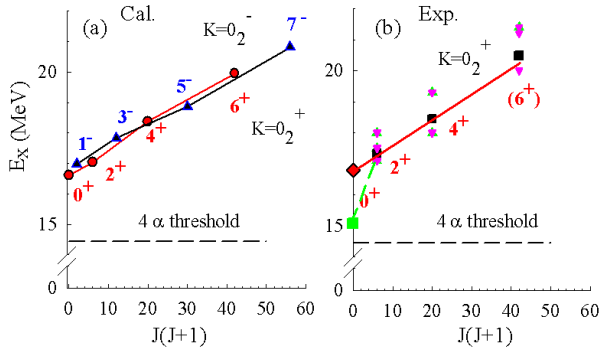 (a) Cal.
K=0₂⁻
7⁻
5⁻
3⁻
1⁻
6⁺
4⁺
2⁺
0⁺
K=0₂⁺
4 α threshold
Eₓ (MeV)
20
15
0
0 10 20 30 40 50 60
J(J+1)
(b) Exp.
K=0₂⁺
(6⁺)
4⁺
2⁺
0⁺
4 α threshold
20
15
0
0 10 20 30 40 50 60
J(J+1)